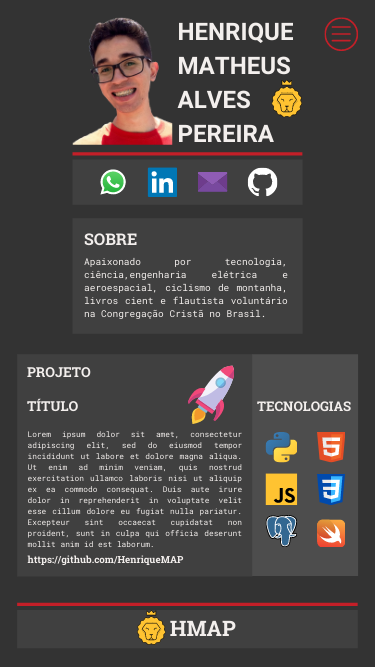 HENRIQUE
MATHEUS
ALVES
PEREIRA
in
SOBRE
Apaixonado por tecnologia,
ciência,engenharia elétrica e
aeroespacial, ciclismo de montanha,
livros cient e flautista voluntário
na Congregação Cristã no Brasil.
PROJETO
TÍTULO
Lorem ipsum dolor sit amet, consectetur
adipiscing elit, sed do eiusmod tempor
incididunt ut labore et dolore magna aliqua.
Ut enim ad minim veniam, quis nostrud
exercitation ullamco laboris nisi ut aliquip
ex ea commodo consequat. Duis aute irure
dolor in reprehenderit in voluptate velit
esse cillum dolore eu fugiat nulla pariatur.
Excepteur sint occaecat cupidatat non
proident, sunt in culpa qui officia deserunt
mollit anim id est laborum.
https://github.com/HenriqueMAP
TECNOLOGIAS
5
JS
3
HMAP